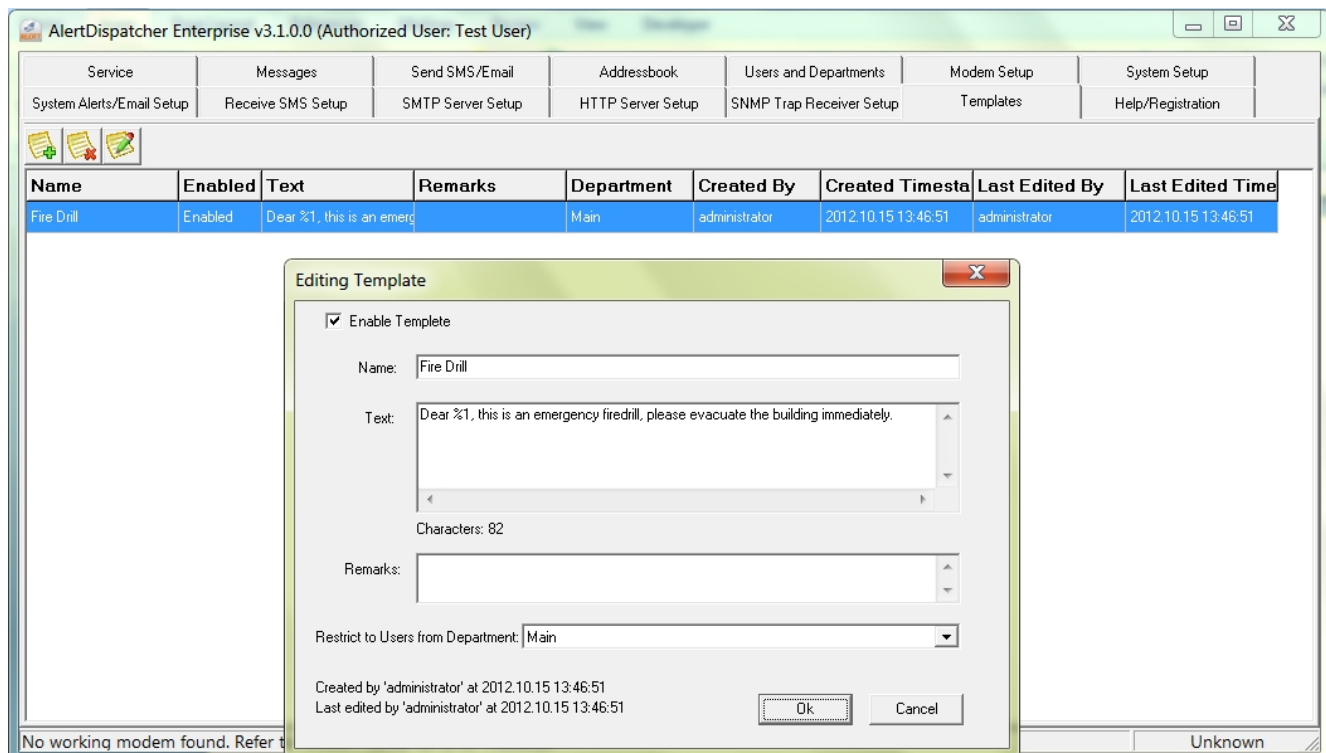 AlertDispatcher Enterprise v3.1.0.0 (Authorized User: Test User)
Service Messages Send SMS/Email Addressbook Users and Departments Modem Setup System Setup
System Alerts/Email Setup Receive SMS Setup SMTP Server Setup HTTP Server Setup SNMP Trap Receiver Setup Templates Help/Registration
Name Enabled Text Remarks Department Created By Created Timesta Last Edited By Last Edited Time
Fire Drill Enabled Dear %1, this is an emerg Main administrator 2012.10.15 13:46:51 administrator 2012.10.15 13:46:51
Editing Template
Enable Templete
Name: Fire Drill
Text: Dear %1, this is an emergency firedrill, please evacuate the building immediately.
Characters: 82
Remarks:
Restrict to Users from Department: Main
Created by 'administrator' at 2012.10.15 13:46:51
Last edited by 'administrator' at 2012.10.15 13:46:51
Ok Cancel
No working modem found. Refer t Unknown